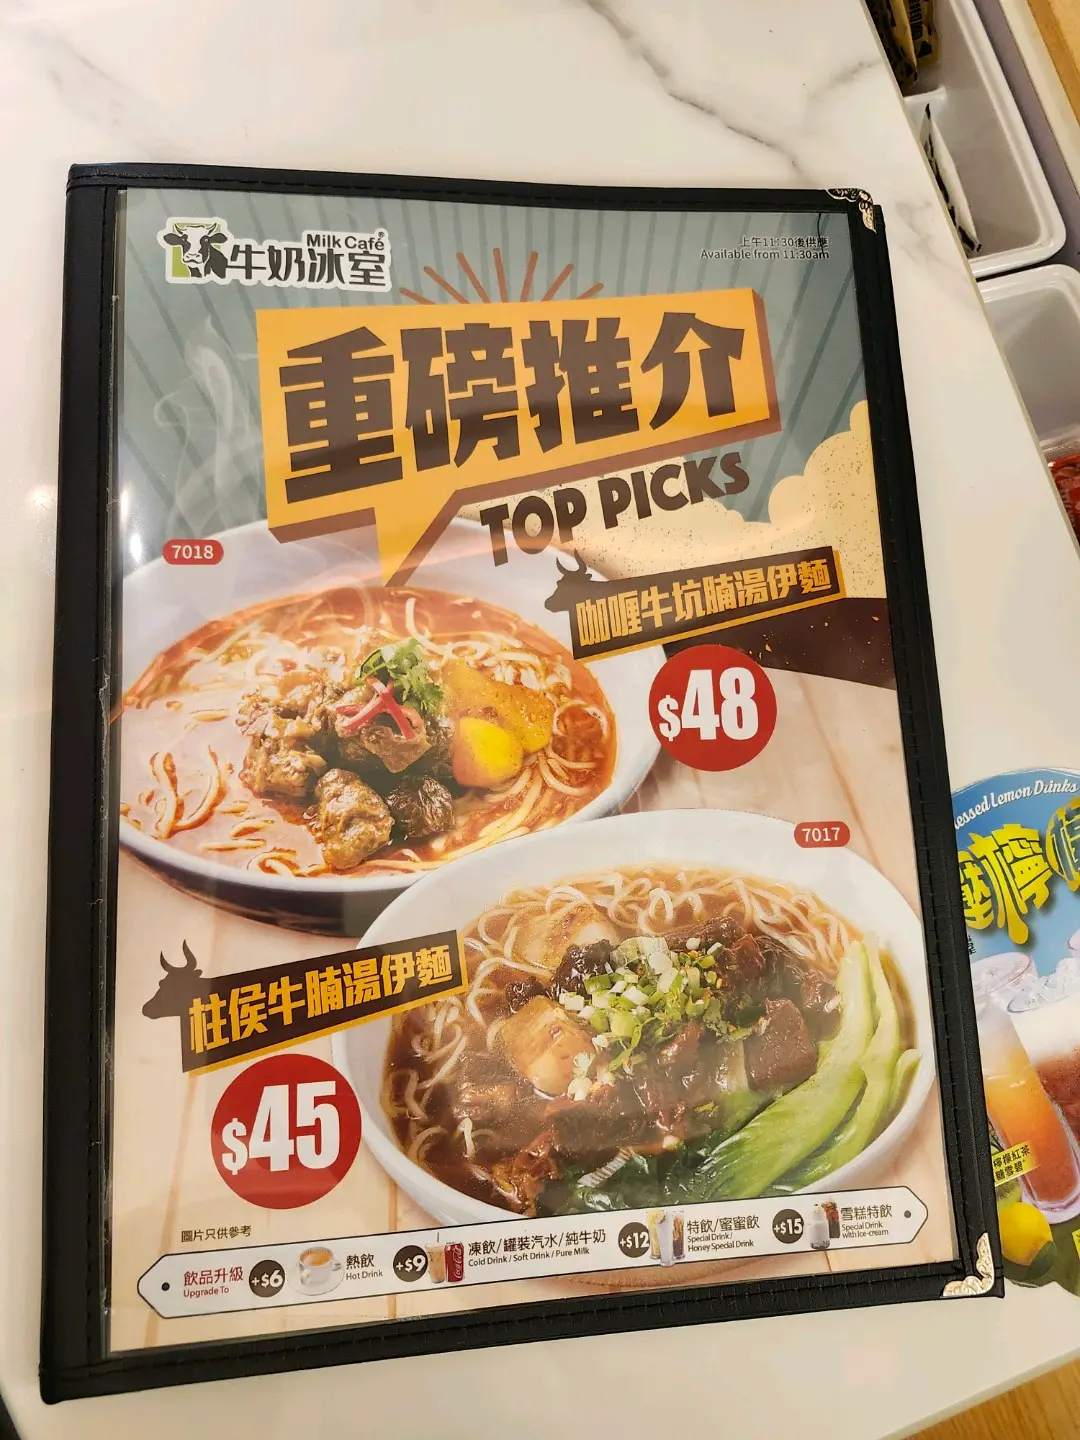 Milk Café®
牛奶冰室
上午11:30後供應
Available from 11:30am
重磅推介
TOP PICKS
7018
咖喱牛坑腩湯伊麵
$48
7017
柱侯牛腩湯伊麵
$45
圖片只供參考
飲品升級
Upgrade To
+$6
熱飲
Hot Drink
+$9
凍飲/罐裝汽水/純牛奶
Cold Drink / Soft Drink / Pure Milk
+$12
特飲/蜜蜜飲
Special Drink /
Honey Special Drink
+$15
雪糕特飲
Special Drink
with Ice-cream
Lemon Drinks
檸
檸檬紅茶